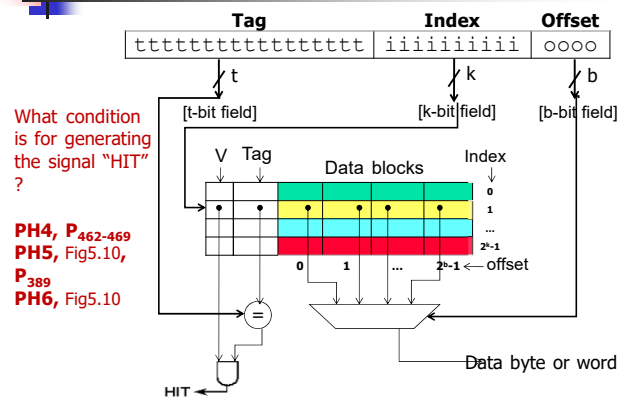 Tag Index Offset
tttttttttttttttttt iiiiiiiiii oooo
t k b
[t-bit field] [k-bit field] [b-bit field]
What condition
is for generating
the signal “HIT”
?
PH4, P462-469
PH5, Fig5.10,
P389
PH6, Fig5.10
V Tag Data blocks Index
0
1
...
2k-1
0 1 ... 2b-1 offset
=
Data byte or word
HIT